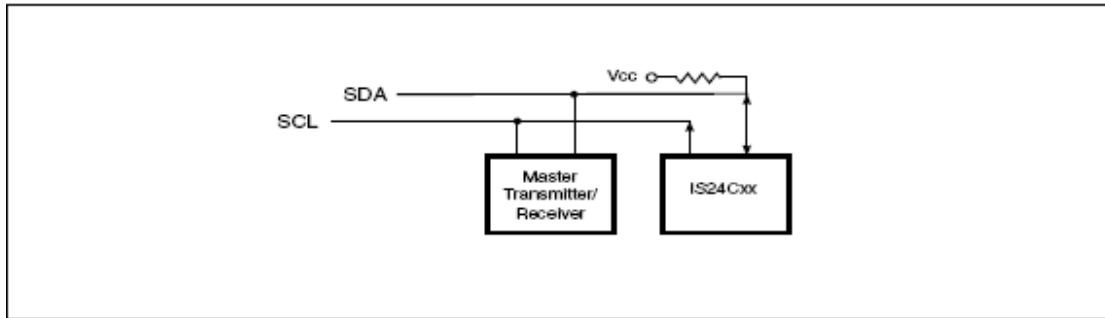 Vcc
SDA
SCL
Master
Transmitter/
Receiver
IS24Cxx